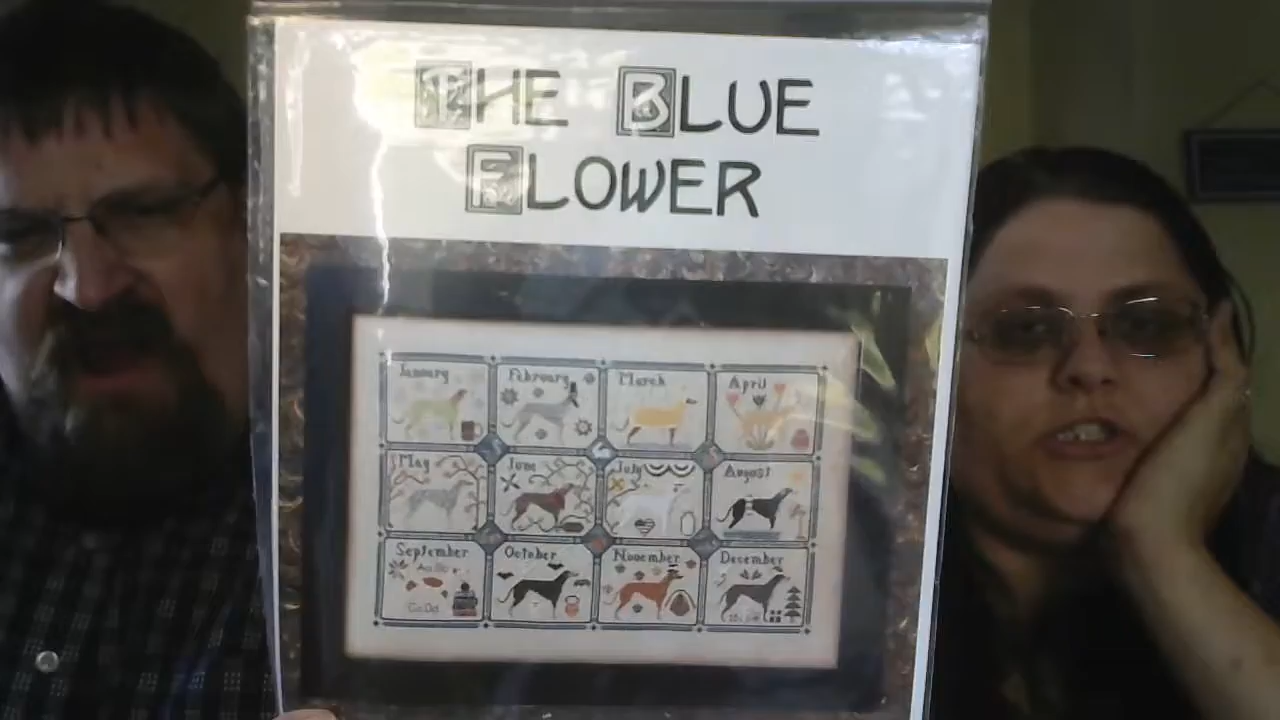 THE BLUE
FLOWER
January February March April
May June July August
September October November December